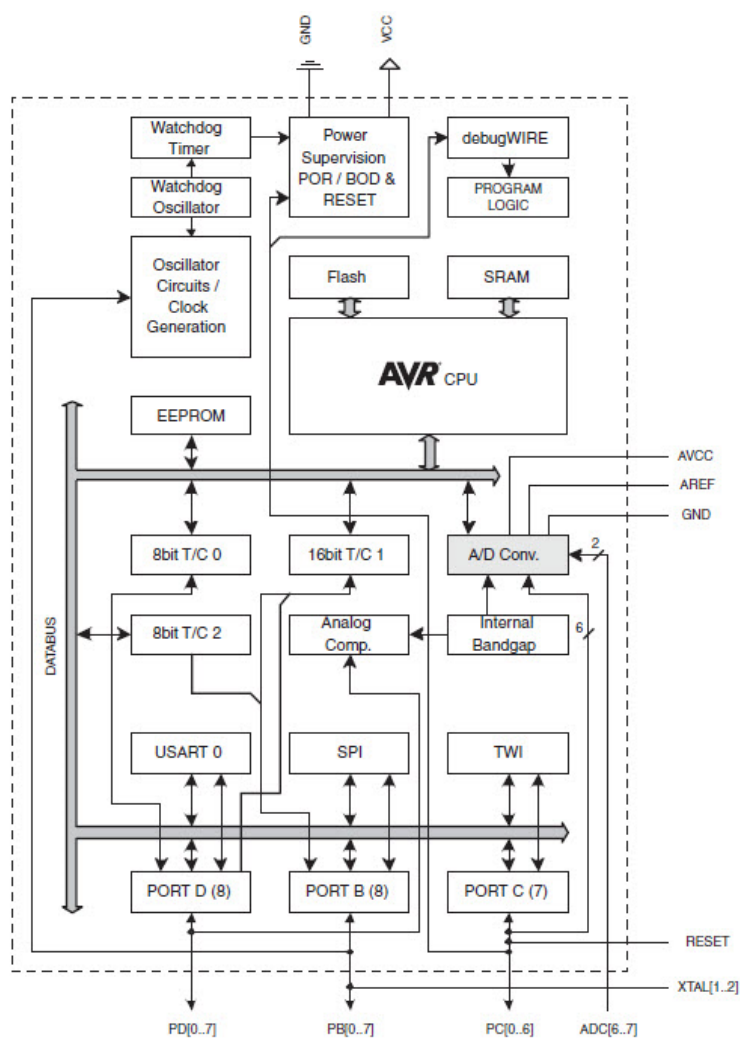 GND
VCC
Watchdog
Timer
Power
Supervision
POR / BOD &
RESET
debugWIRE
Watchdog
Oscillator
PROGRAM
LOGIC
Oscillator
Circuits /
Clock
Generation
Flash
SRAM
AVR CPU
EEPROM
AVCC
AREF
GND
8bit T/C 0
16bit T/C 1
A/D Conv.
2
8bit T/C 2
Analog
Comp.
Internal
Bandgap
6
DATABUS
USART 0
SPI
TWI
PORT D (8)
PORT B (8)
PORT C (7)
RESET
XTAL[1..2]
PD[0..7]
PB[0..7]
PC[0..6]
ADC[6..7]